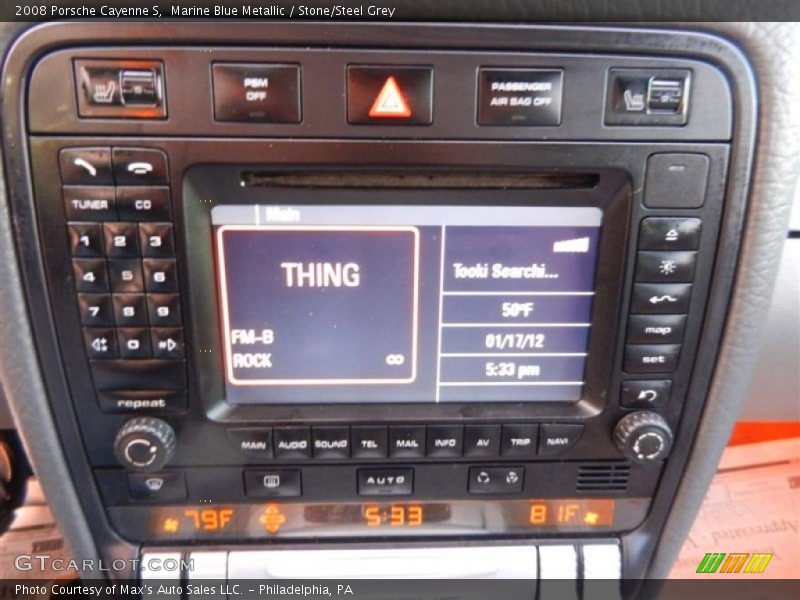 2008 Porsche Cayenne S, Marine Blue Metallic / Stone/Steel Grey
PSM
OFF
PASSENGER
AIR BAG OFF
TUNER
CD
1
2
3
4
5
6
7
8
9
0
repeat
Main
THING
FM-B
ROCK
Tooki Searchi...
50°F
01/17/12
5:33 pm
map
set
MAIN
AUDIO
SOUND
TEL
MAIL
INFO
AV
TRIP
NAVI
AUTO
79F
5:33
81F
Appreciated
GTCARLOT.COM
Photo Courtesy of Max's Auto Sales LLC. - Philadelphia, PA